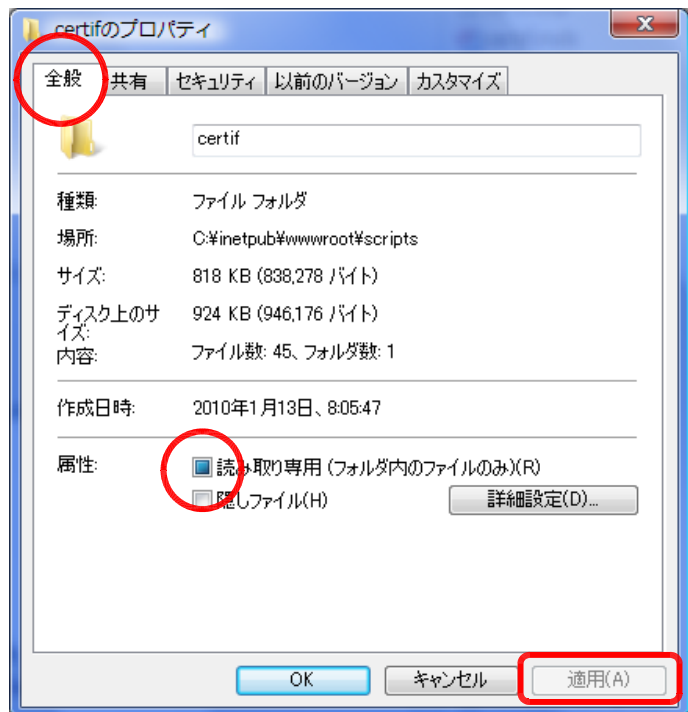 certifのプロパティ
全般 共有 セキュリティ 以前のバージョン カスタマイズ
certif
種類: ファイル フォルダ
場所: C:¥inetpub¥wwwroot¥scripts
サイズ: 818 KB (838,278 バイト)
ディスク上のサ 924 KB (946,176 バイト)
イズ:
内容: ファイル数: 45、フォルダ数: 1
作成日時: 2010年1月13日、8:05:47
属性: 読み取り専用 (フォルダ内のファイルのみ)(R)
隠しファイル(H) 詳細設定(D)...
OK キャンセル 適用(A)